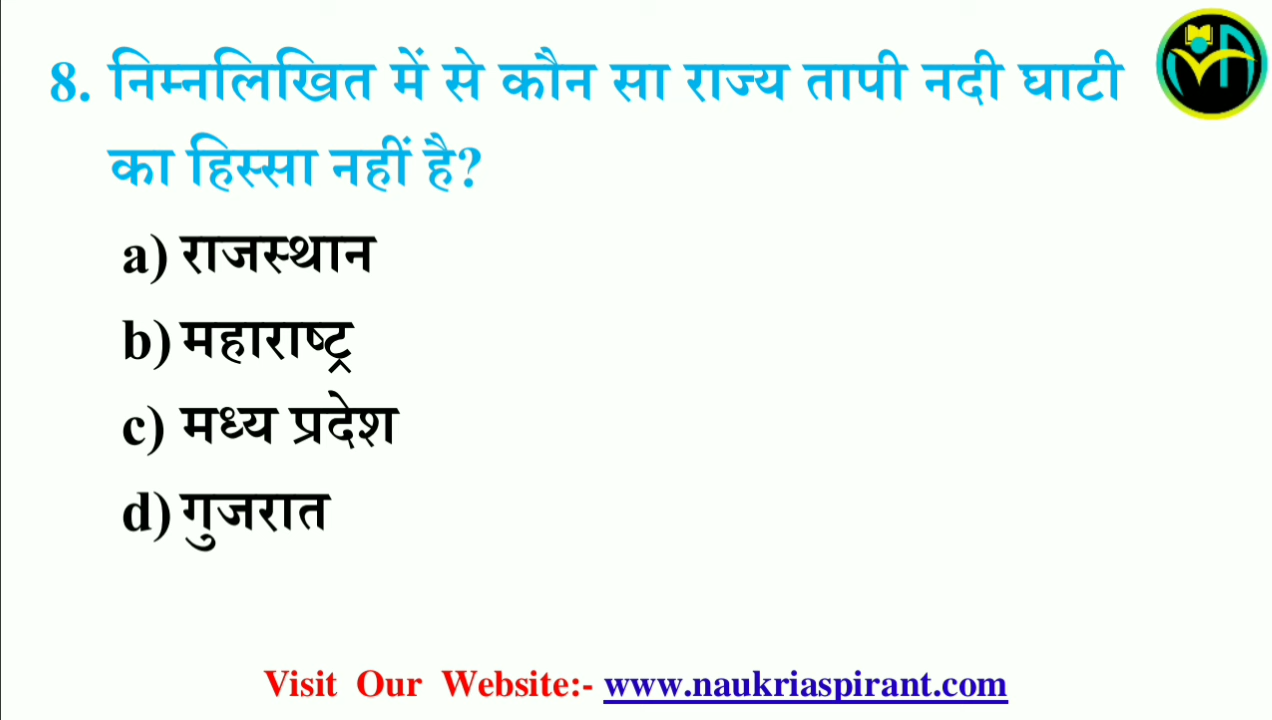 8. निम्नलिखित में से कौन सा राज्य तापी नदी घाटी
का हिस्सा नहीं है?
a) राजस्थान
b) महाराष्ट्र
c) मध्य प्रदेश
d) गुजरात
Visit Our Website:- www.naukriaspirant.com